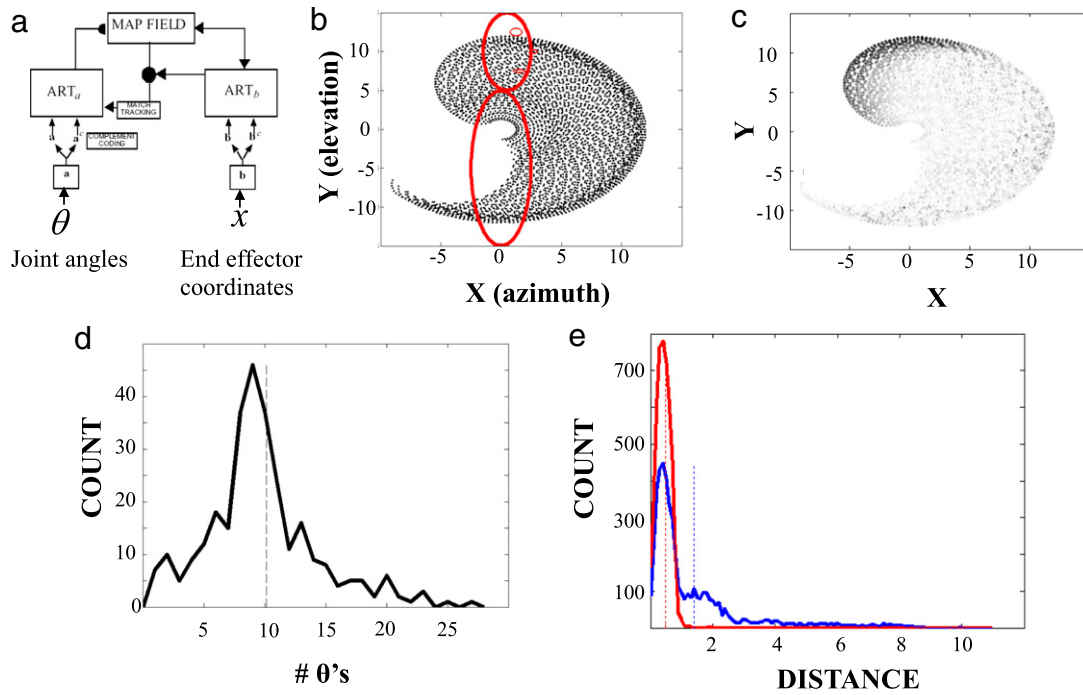 a
MAP FIELD
ART a
ART b
MATCH TRACKING
a
a c
COMPLEMENT CODING
b
b c
a
b
θ
x
Joint angles
End effector
coordinates
b
10
5
0
-5
-10
Y (elevation)
-5
0
5
10
X (azimuth)
c
10
5
0
-5
-10
Y
-5
0
5
10
X
d
40
30
20
10
0
COUNT
5
10
15
20
25
# θ's
e
700
500
300
100
COUNT
2
4
6
8
10
DISTANCE